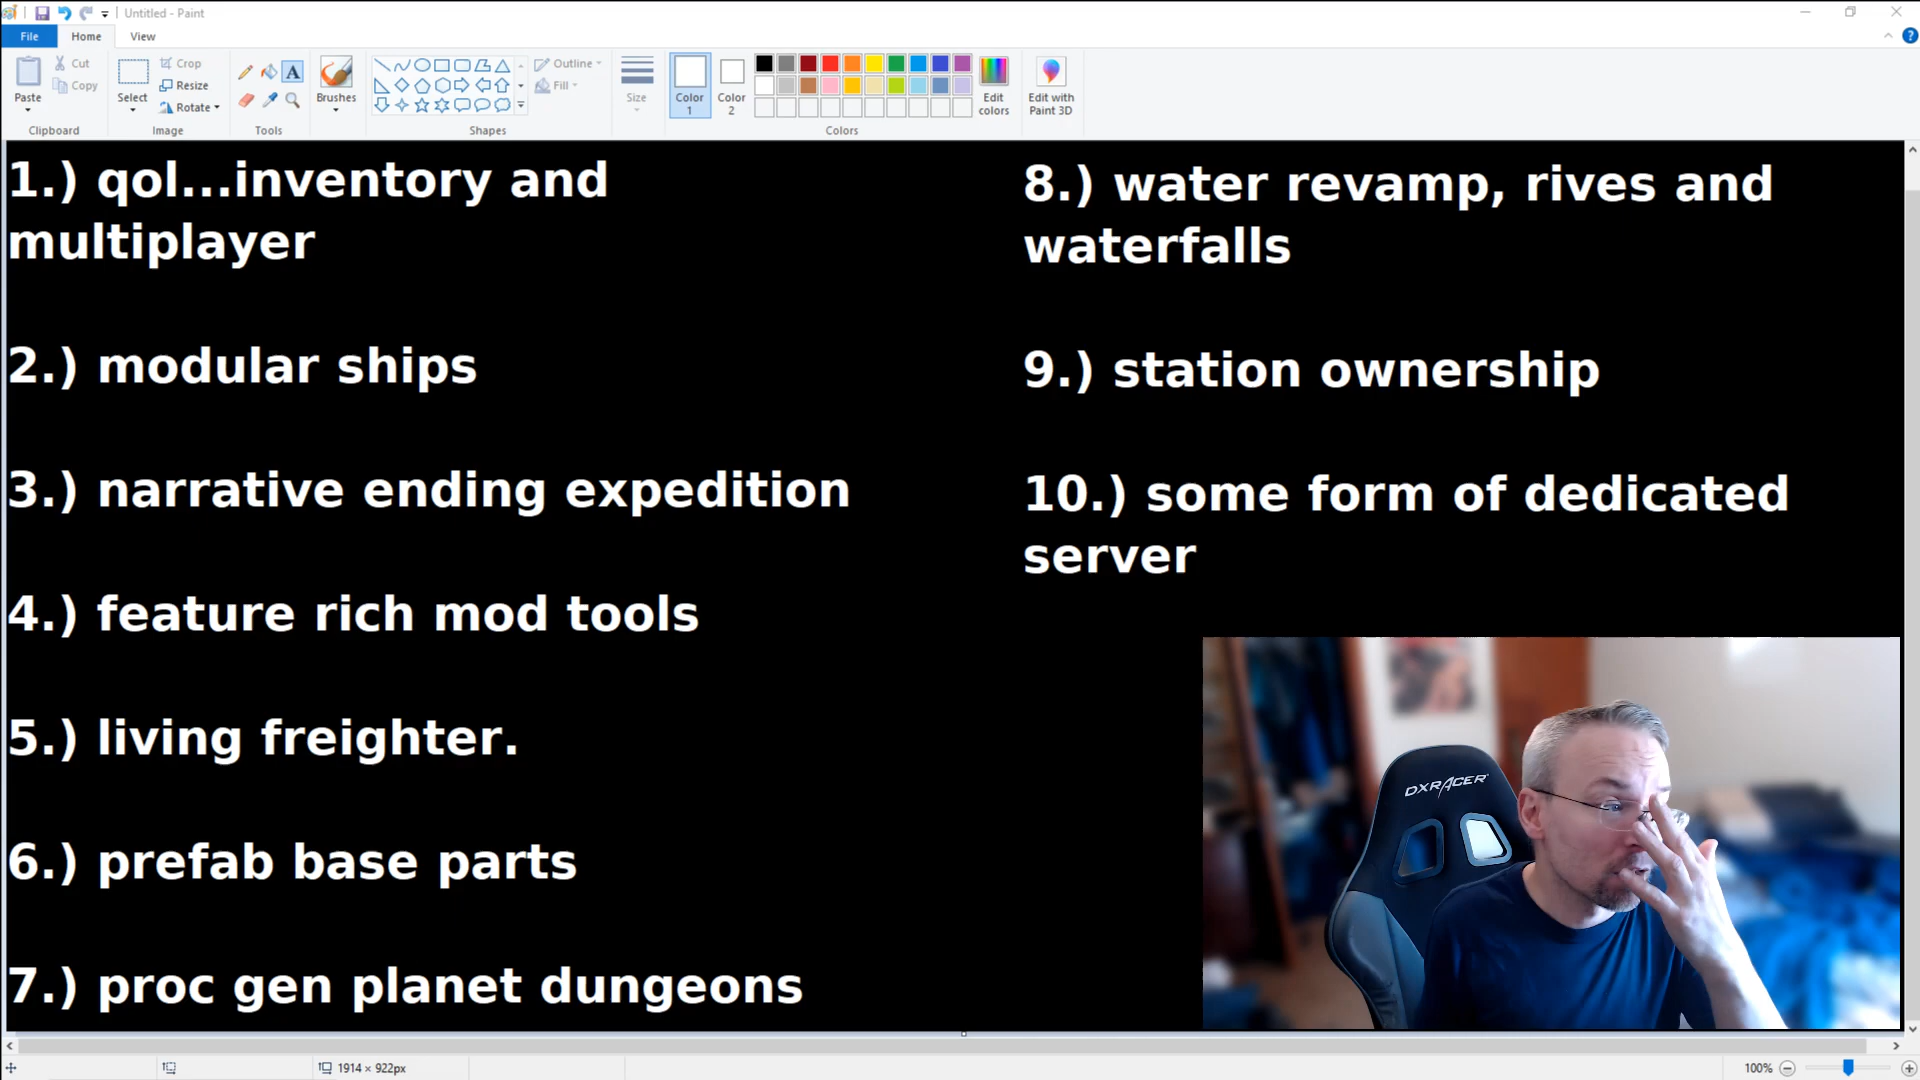 Untitled - Paint
File Home View
Paste
Cut
Copy
Clipboard
Select
Crop
Resize
Rotate
Image
A
Tools
Brushes
Shapes
Outline
Fill
Size
Color 1
Color 2
Colors
Edit colors
Edit with Paint 3D
?
1.) qol...inventory and
multiplayer
2.) modular ships
3.) narrative ending expedition
4.) feature rich mod tools
5.) living freighter.
6.) prefab base parts
7.) proc gen planet dungeons
8.) water revamp, rives and
waterfalls
9.) station ownership
10.) some form of dedicated
server
DXRACER
1914 × 922px
100%